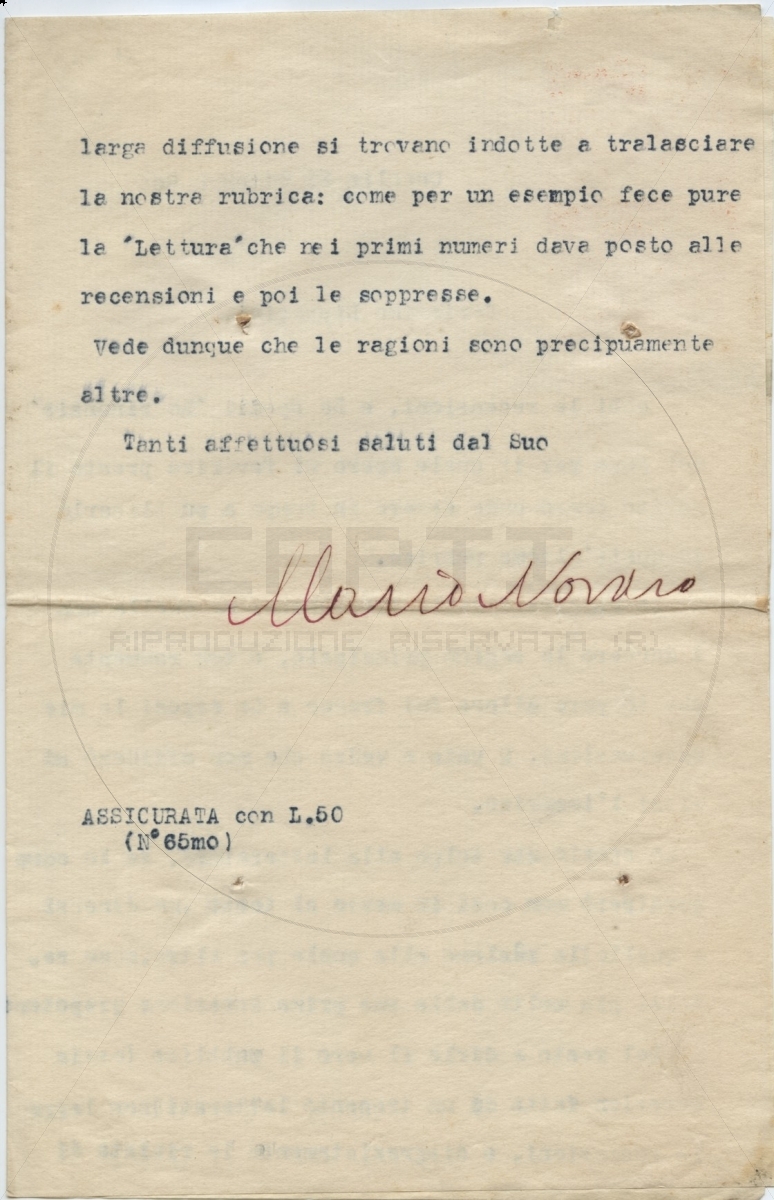 larga diffusione si trovano indotte a tralasciare
la nostra rubrica: come per un esempio fece pure
la "Lettura" che nei primi numeri dava posto alle
recensioni e poi le soppresse.
Vede dunque che le ragioni sono precipuamente
altre.
Tanti affettuosi saluti dal Suo
Mario Novaro
RIPRODUZIONE RISERVATA (R)
ASSICURATA con L.50
(N° 65mo)